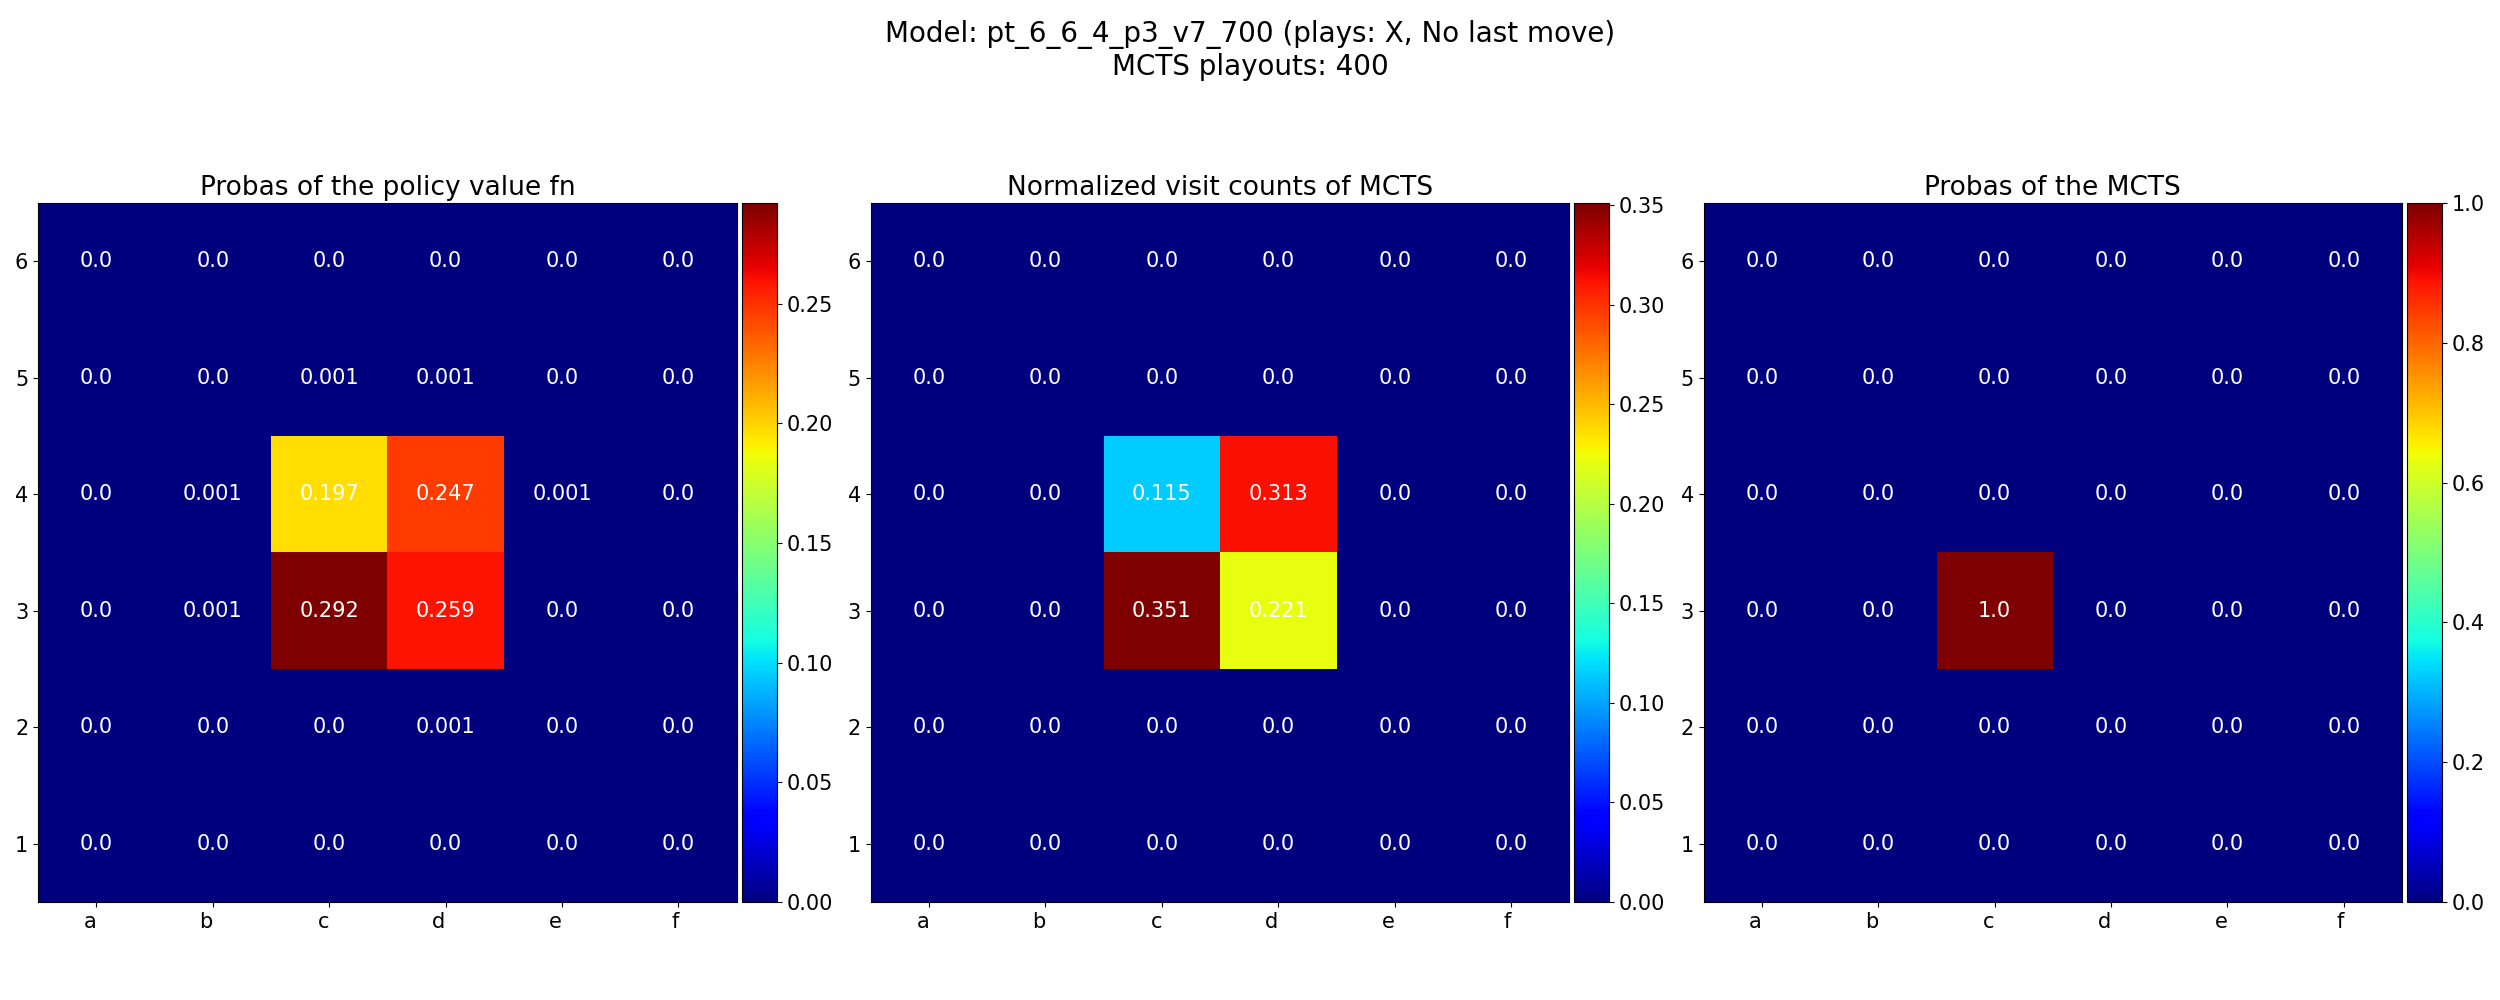 Model: pt_6_6_4_p3_v7_700 (plays: X, No last move)
MCTS playouts: 400
Probas of the policy value fn
6 0.0 0.0 0.0 0.0 0.0 0.0
5 0.0 0.0 0.001 0.001 0.0 0.0
4 0.0 0.001 0.197 0.247 0.001 0.0
3 0.0 0.001 0.292 0.259 0.0 0.0
2 0.0 0.0 0.0 0.001 0.0 0.0
1 0.0 0.0 0.0 0.0 0.0 0.0
a b c d e f
0.25
0.20
0.15
0.10
0.05
0.00
Normalized visit counts of MCTS
6 0.0 0.0 0.0 0.0 0.0 0.0
5 0.0 0.0 0.0 0.0 0.0 0.0
4 0.0 0.0 0.115 0.313 0.0 0.0
3 0.0 0.0 0.351 0.221 0.0 0.0
2 0.0 0.0 0.0 0.0 0.0 0.0
1 0.0 0.0 0.0 0.0 0.0 0.0
a b c d e f
0.35
0.30
0.25
0.20
0.15
0.10
0.05
0.00
Probas of the MCTS
6 0.0 0.0 0.0 0.0 0.0 0.0
5 0.0 0.0 0.0 0.0 0.0 0.0
4 0.0 0.0 0.0 0.0 0.0 0.0
3 0.0 0.0 1.0 0.0 0.0 0.0
2 0.0 0.0 0.0 0.0 0.0 0.0
1 0.0 0.0 0.0 0.0 0.0 0.0
a b c d e f
1.0
0.8
0.6
0.4
0.2
0.0